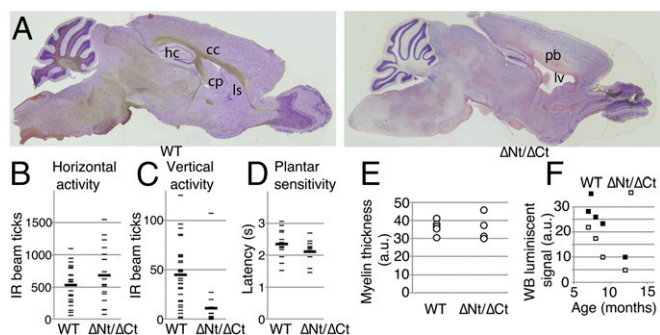 A
hc
cc
cp
ls
pb
lv
WT
ΔNt/ΔCt
B
Horizontal activity
IR beam ticks
1500
1000
500
0
WT ΔNt/ΔCt
C
Vertical activity
IR beam ticks
100
50
0
WT ΔNt/ΔCt
D
Plantar sensitivity
Latency (s)
4
2
0
WT ΔNt/ΔCt
E
Myelin thickness (a.u.)
50
40
30
20
10
0
WT ΔNt/ΔCt
F
WT ΔNt/ΔCt
WB luminiscent signal (a.u.)
30
20
10
0
5 10 15
Age (months)